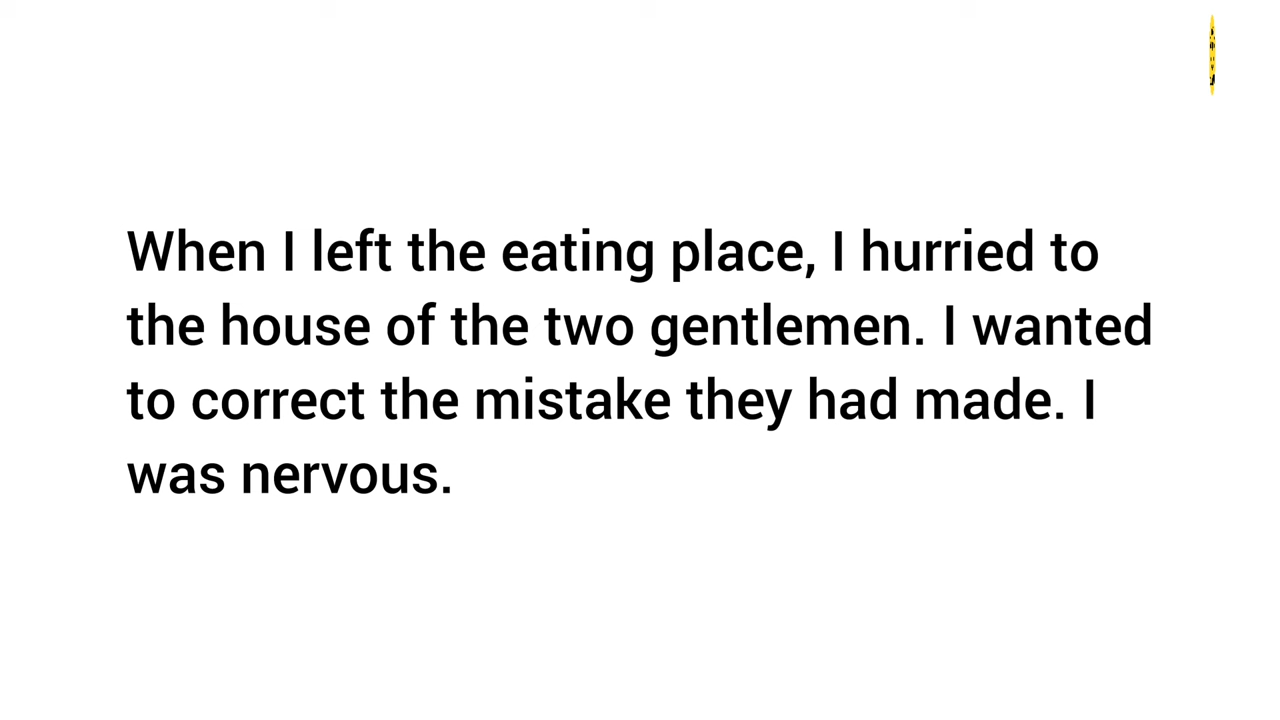 When I left the eating place, I hurried to
the house of the two gentlemen. I wanted
to correct the mistake they had made. I
was nervous.